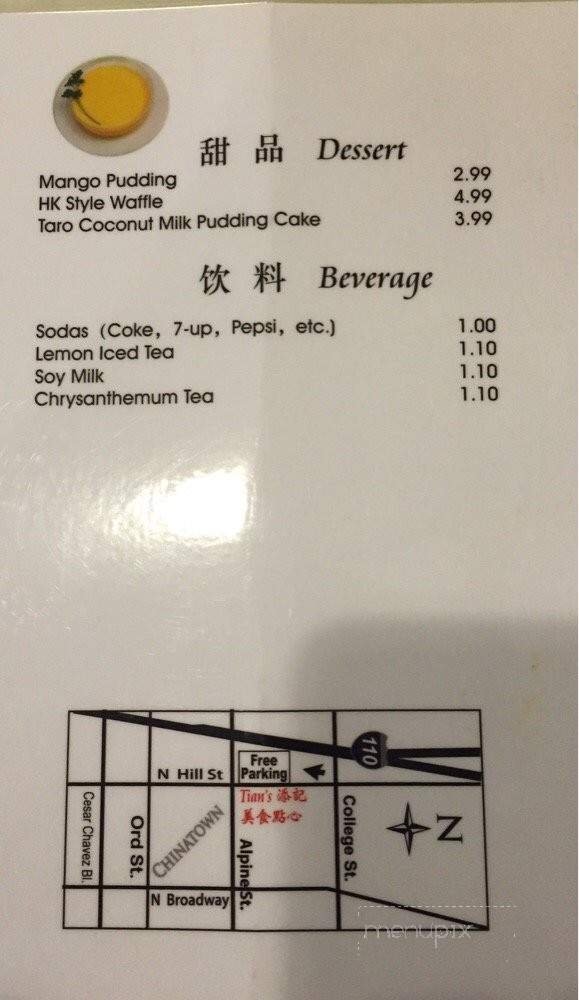 甜 品 Dessert
Mango Pudding 2.99
HK Style Waffle 4.99
Taro Coconut Milk Pudding Cake 3.99
饮 料 Beverage
Sodas (Coke, 7-up, Pepsi, etc.) 1.00
Lemon Iced Tea 1.10
Soy Milk 1.10
Chrysanthemum Tea 1.10
110
Free
Parking
N Hill St
Tian's 添記
美食點心
Cesar Chavez Bl.
Ord St.
CHINATOWN
Alpine St.
College St.
N
N Broadway
menupix